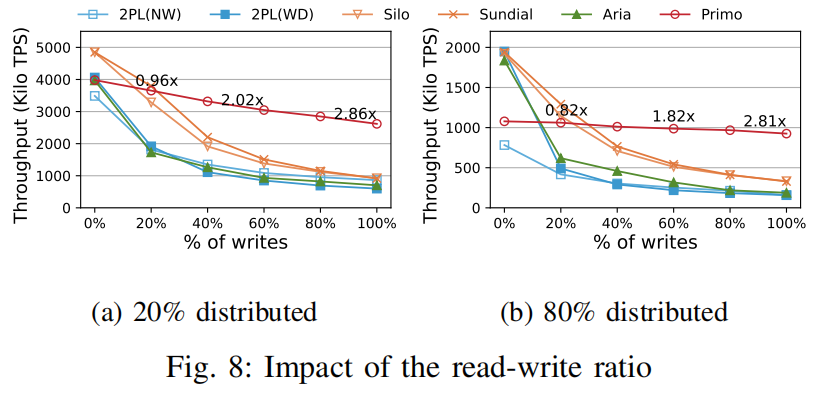 2PL(NW) 2PL(WD) Silo Sundial Aria Primo
Throughput (Kilo TPS)
5000
4000
3000
2000
1000
0
0.96x
2.02x
2.86x
0% 20% 40% 60% 80% 100%
% of writes
(a) 20% distributed
Throughput (Kilo TPS)
2000
1500
1000
500
0
0.82x
1.82x
2.81x
0% 20% 40% 60% 80% 100%
% of writes
(b) 80% distributed
Fig. 8: Impact of the read-write ratio